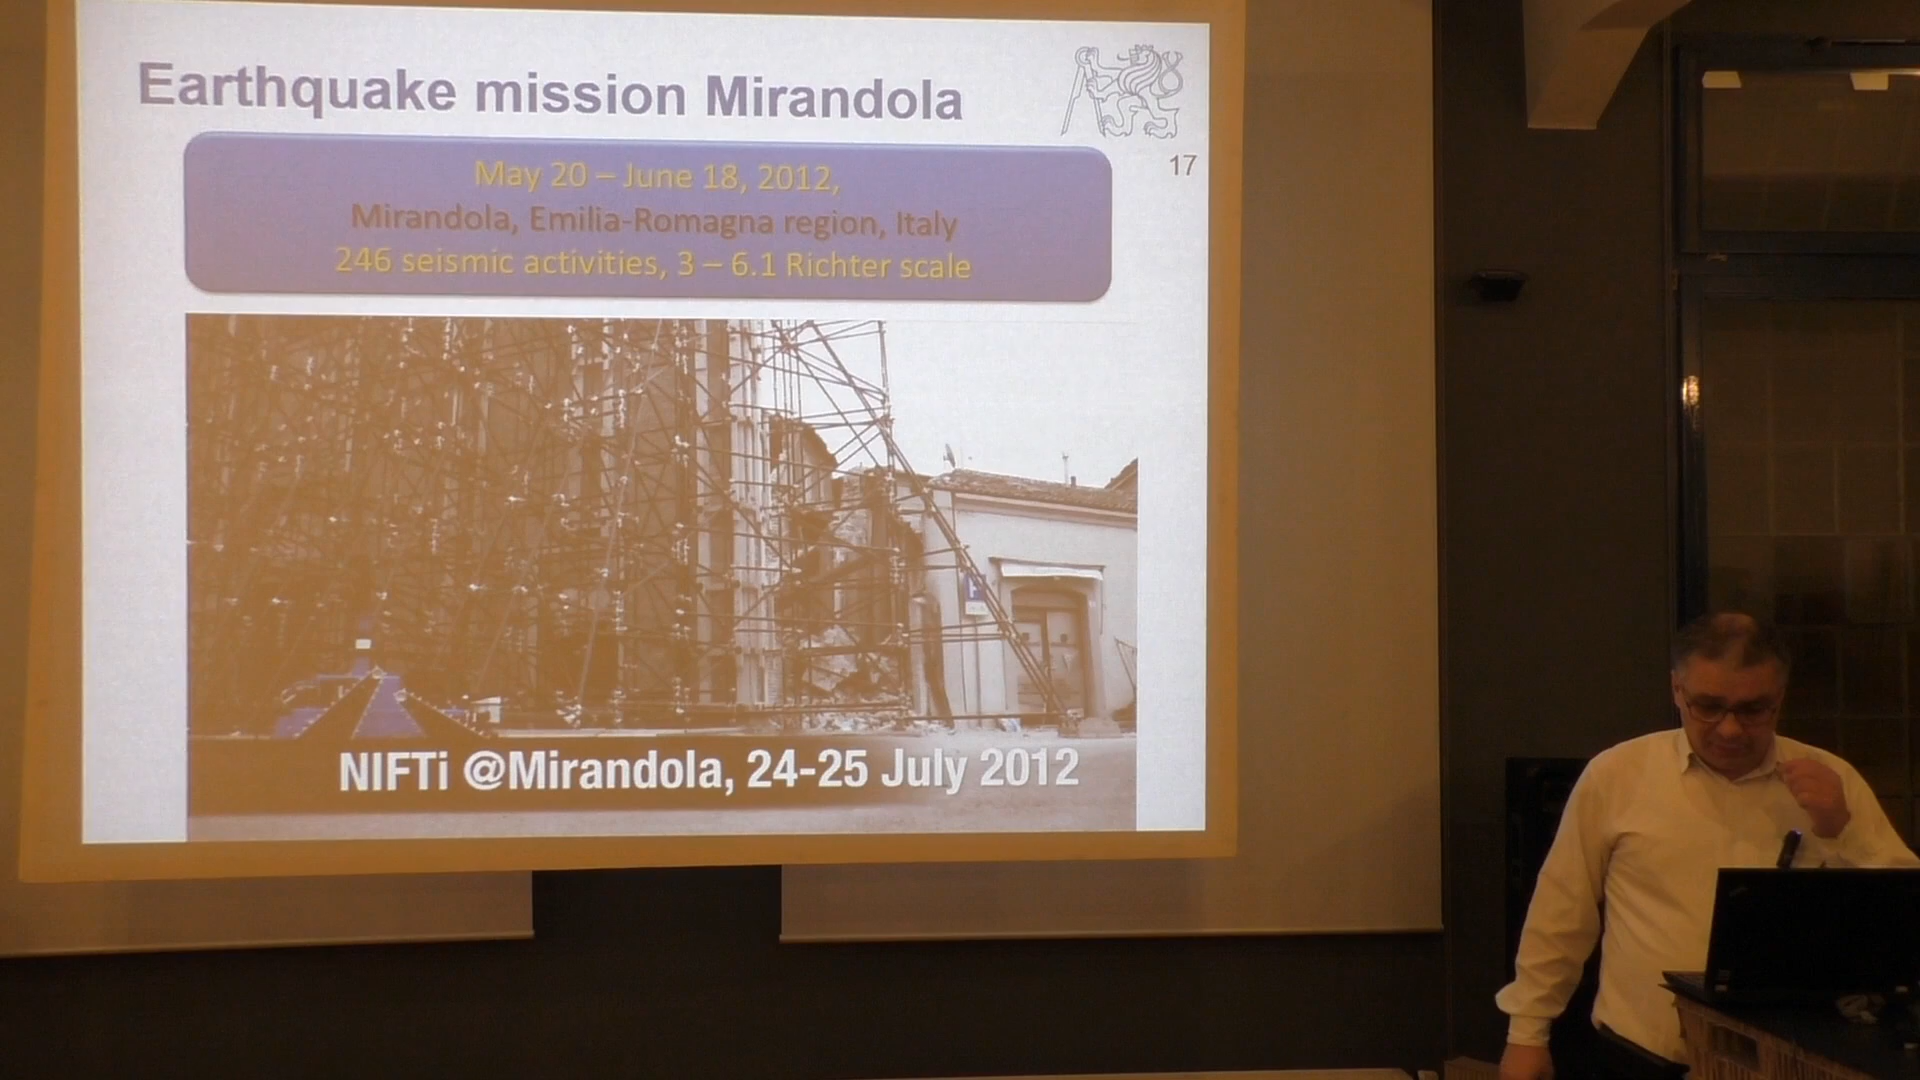 Earthquake mission Mirandola
17
May 20 – June 18, 2012,
Mirandola, Emilia-Romagna region, Italy
246 seismic activities, 3 – 6.1 Richter scale
P
NIFTi @Mirandola, 24-25 July 2012